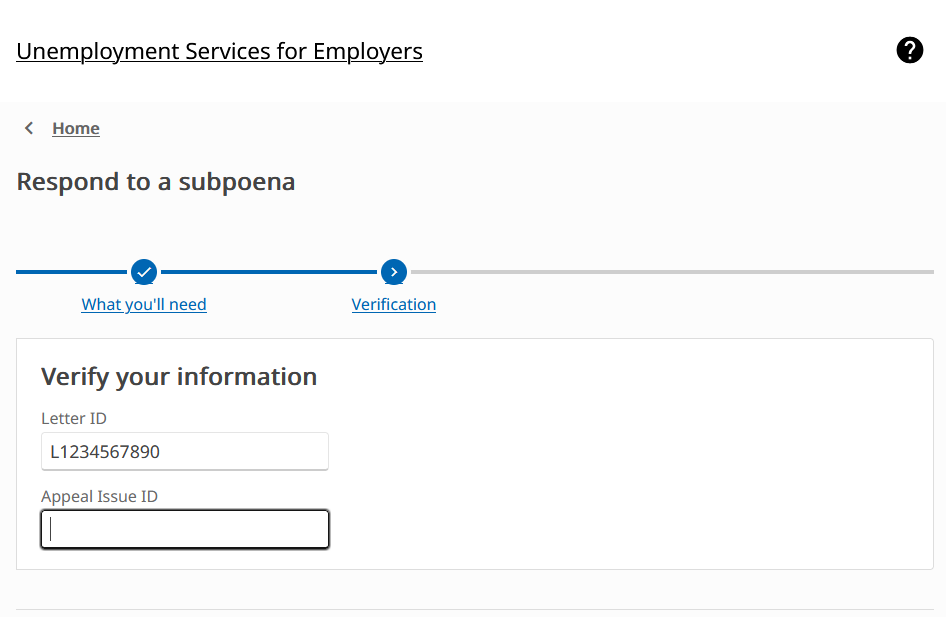 Unemployment Services for Employers
Home
Respond to a subpoena
What you'll need
Verification
Verify your information
Letter ID
L1234567890
Appeal Issue ID